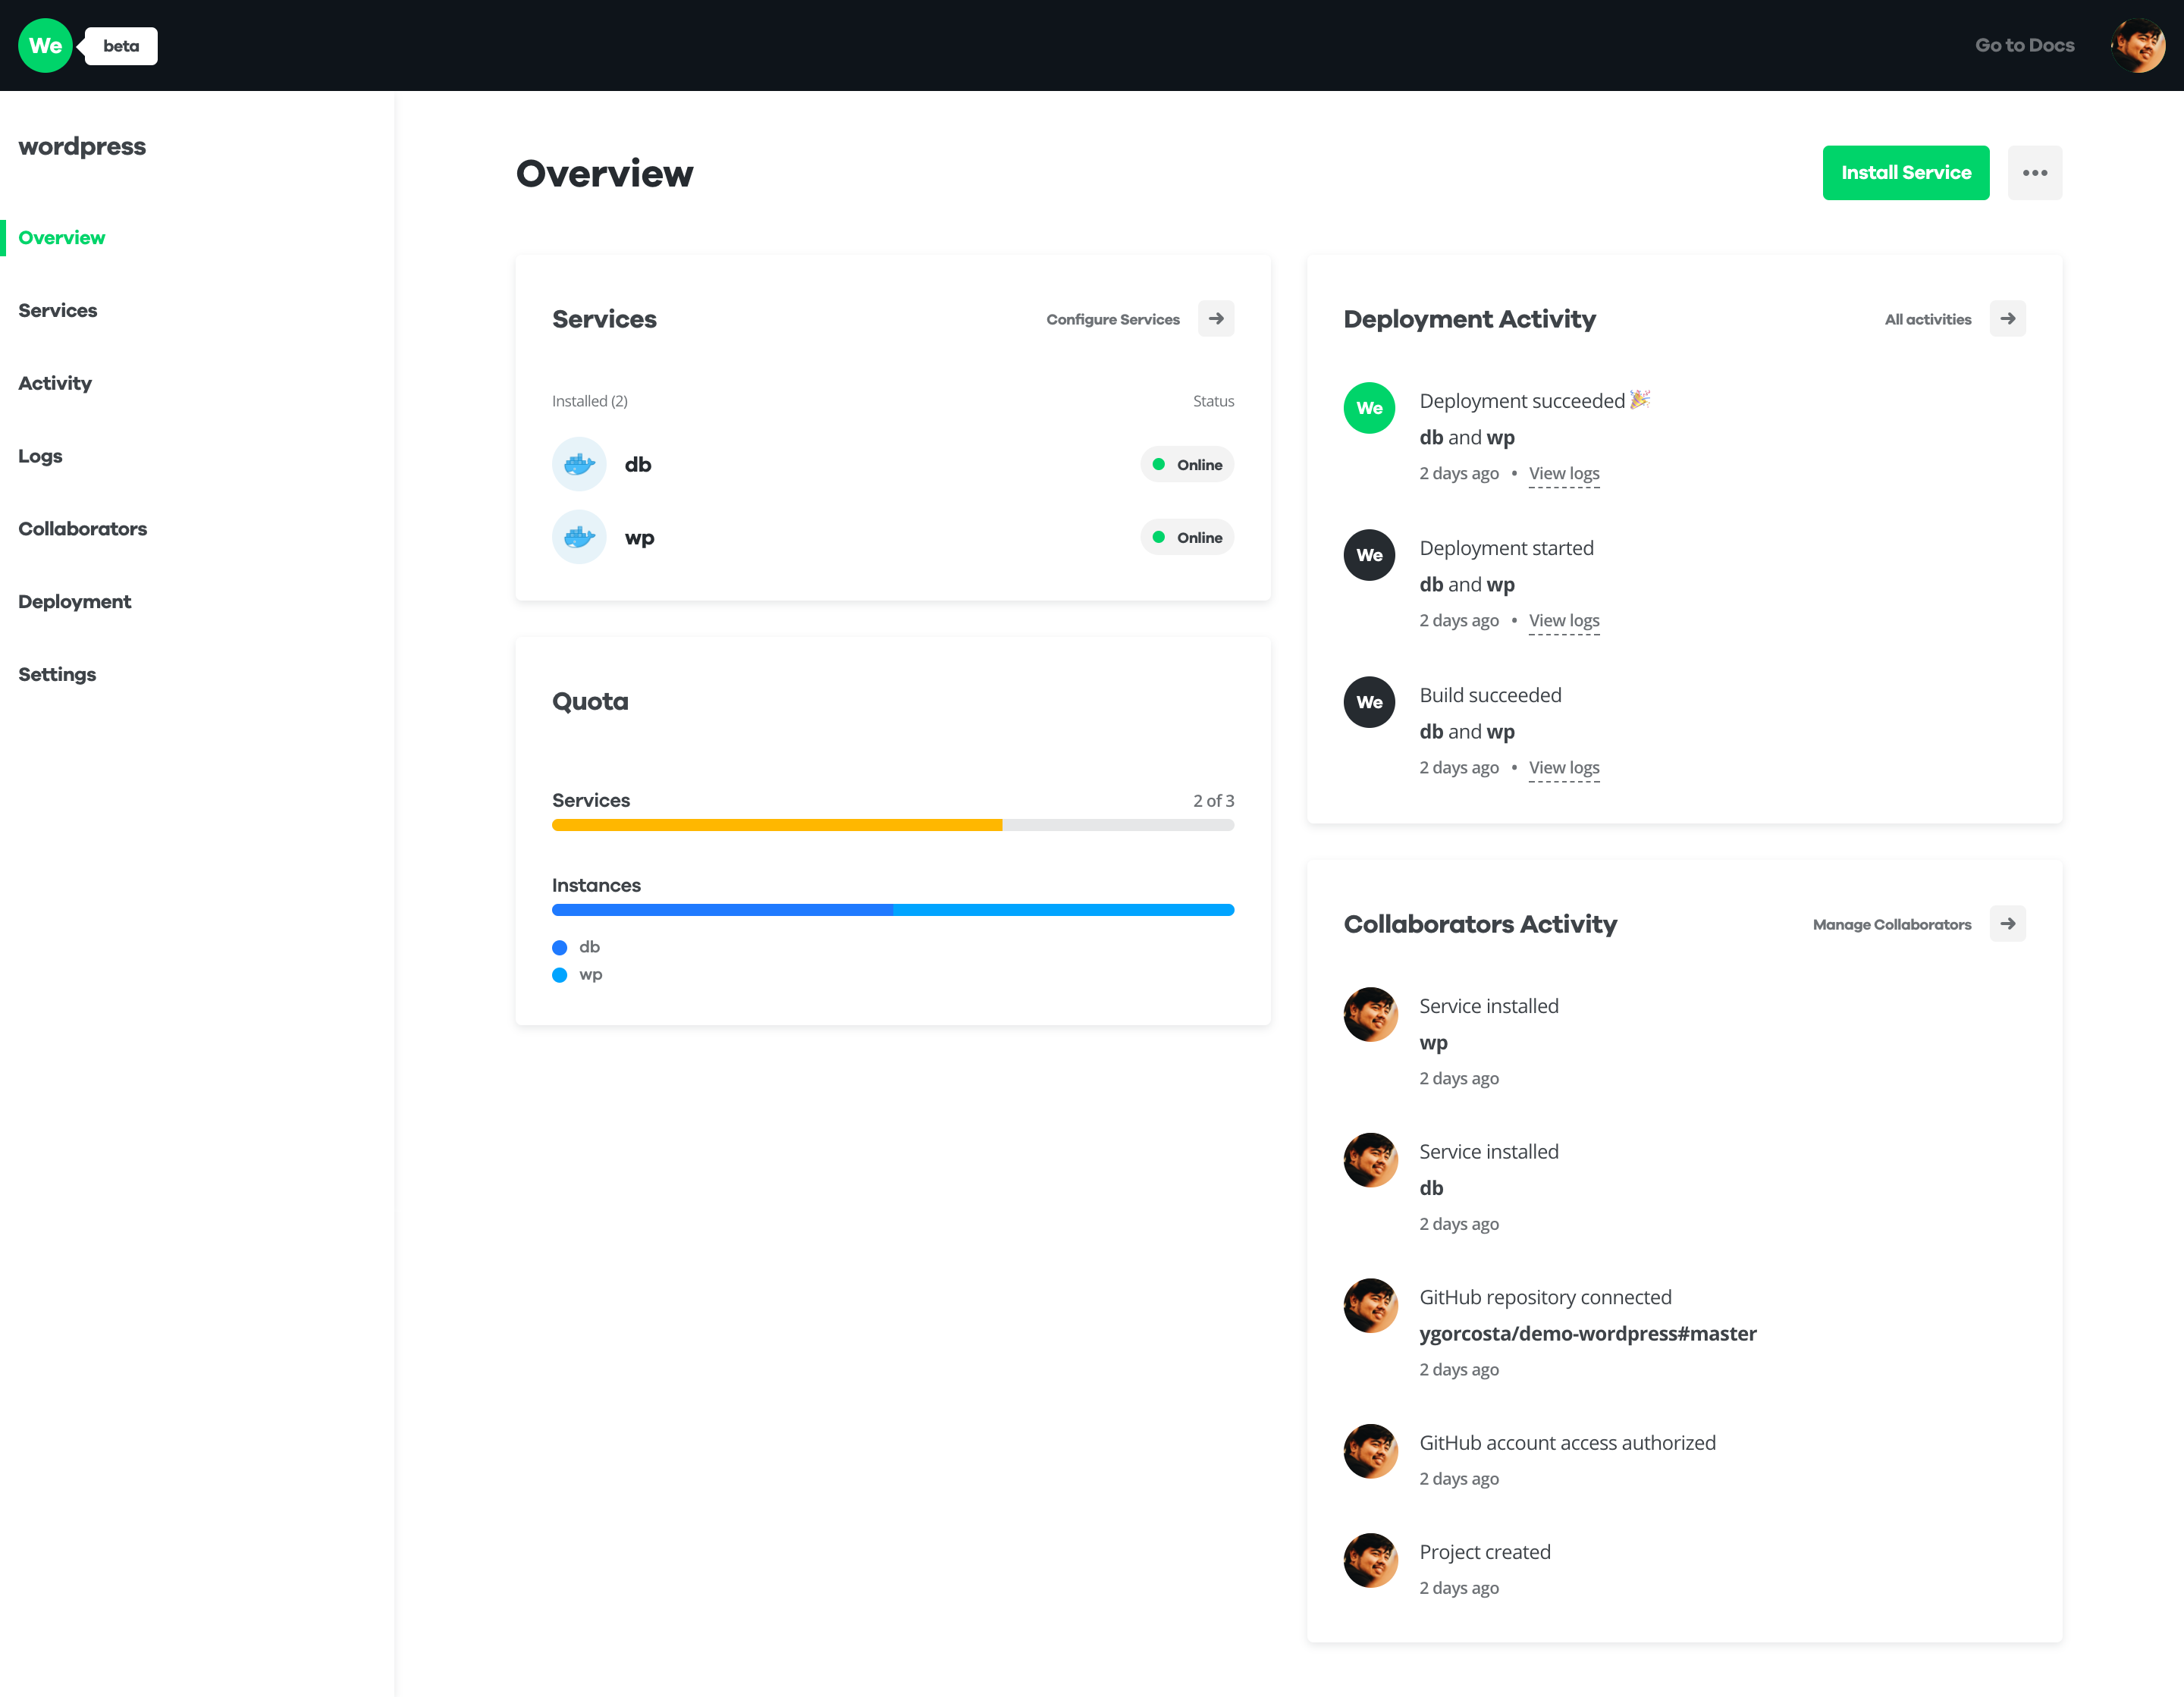 We
beta
Go to Docs
wordpress
Overview
Services
Activity
Logs
Collaborators
Deployment
Settings
Overview
Install Service
Services
Configure Services
Installed (2)
Status
db
Online
wp
Online
Quota
Services
2 of 3
Instances
db
wp
Deployment Activity
All activities
We
Deployment succeeded 🎉
db and wp
2 days ago • View logs
We
Deployment started
db and wp
2 days ago • View logs
We
Build succeeded
db and wp
2 days ago • View logs
Collaborators Activity
Manage Collaborators
Service installed
wp
2 days ago
Service installed
db
2 days ago
GitHub repository connected
ygorcosta/demo-wordpress#master
2 days ago
GitHub account access authorized
2 days ago
Project created
2 days ago